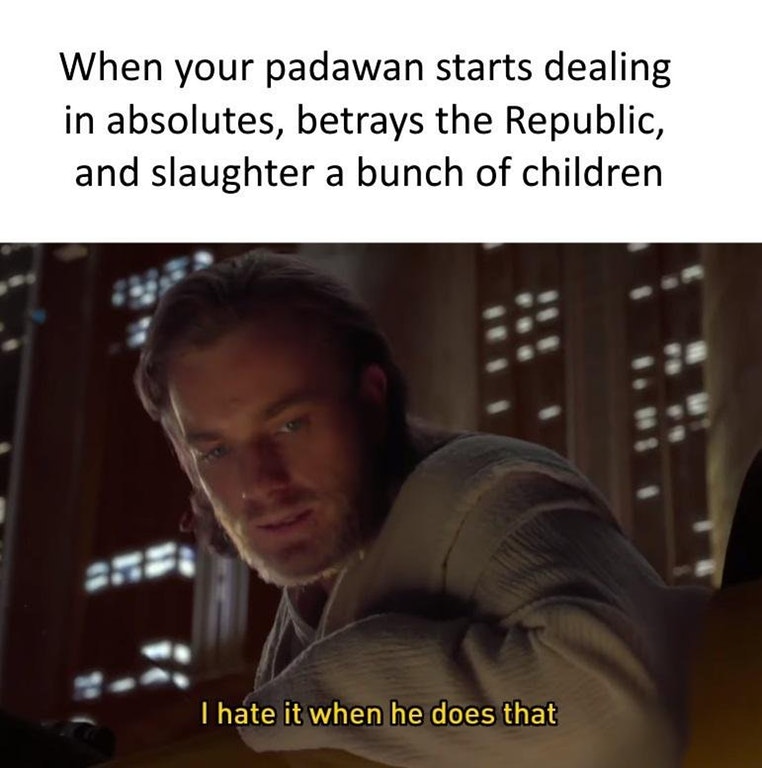 When your padawan starts dealing
in absolutes, betrays the Republic,
and slaughter a bunch of children
I hate it when he does that